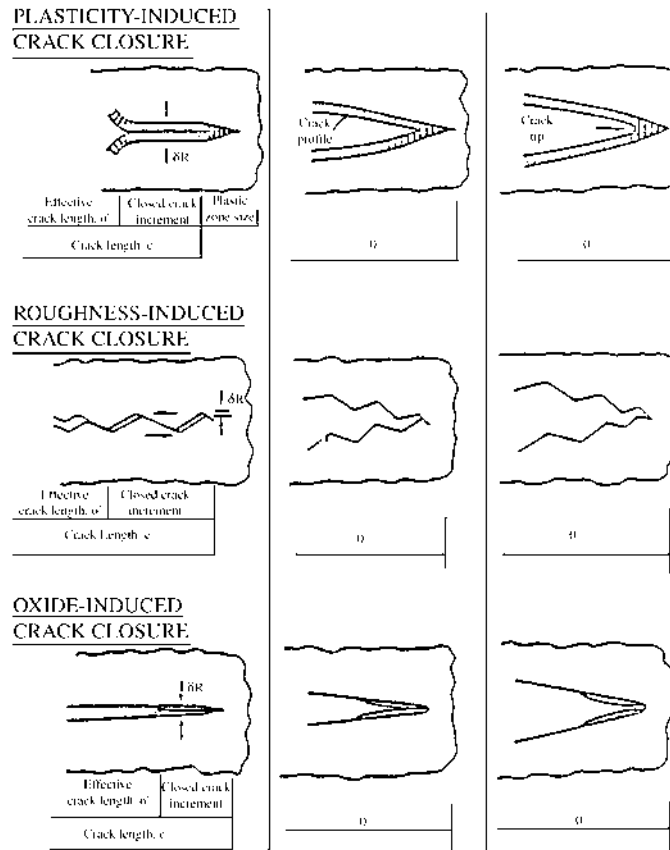 PLASTICITY-INDUCED
CRACK CLOSURE
Crack
profile
Crack
tip
δR
Effective
crack length, a'
Closed crack
increment
Plastic
zone size
Crack length, c
ROUGHNESS-INDUCED
CRACK CLOSURE
δR
Effective
crack length, a'
Closed crack
increment
Crack Length, c
OXIDE-INDUCED
CRACK CLOSURE
δR
Effective
crack length, a'
Closed crack
increment
Crack length, c